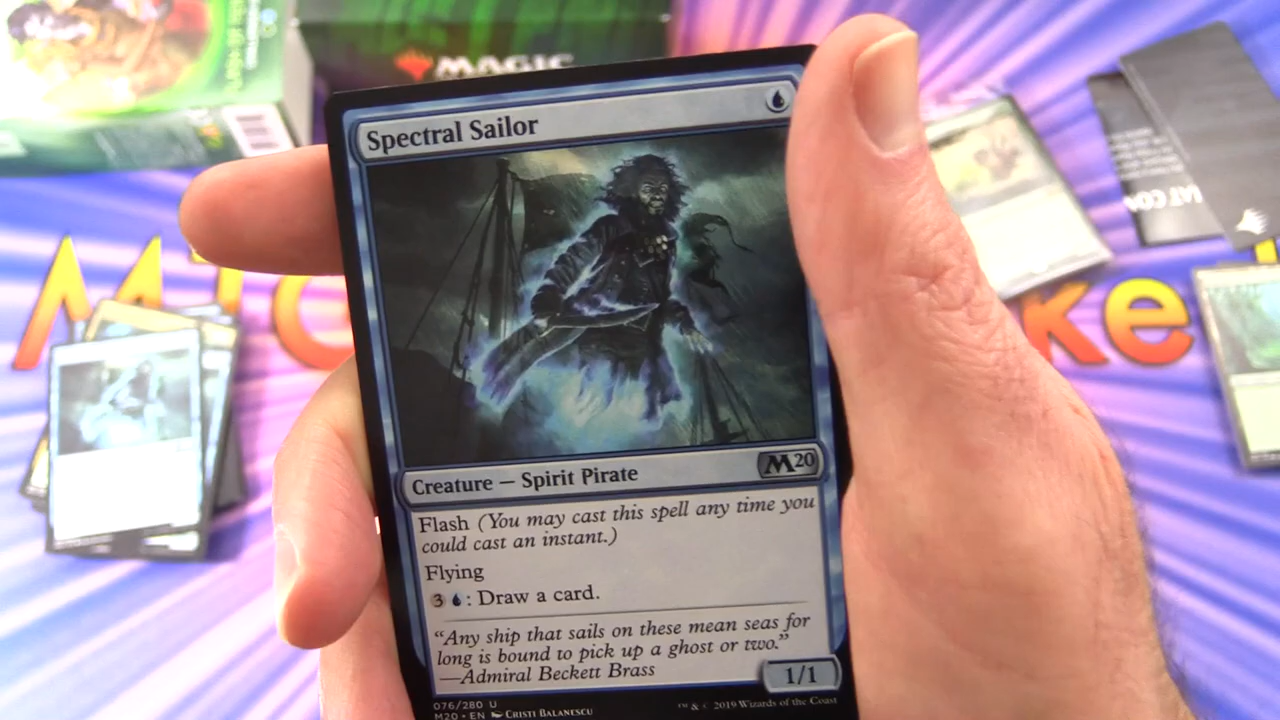 MAGIC
Spectral Sailor
Creature — Spirit Pirate
M20
Flash (You may cast this spell any time you
could cast an instant.)
Flying
3 : Draw a card.
"Any ship that sails on these mean seas for
long is bound to pick up a ghost or two."
—Admiral Beckett Brass
1/1
076/280 U
M20 • EN CRISTI BALANESCU
™ & © 2019 Wizards of the Coast
ke